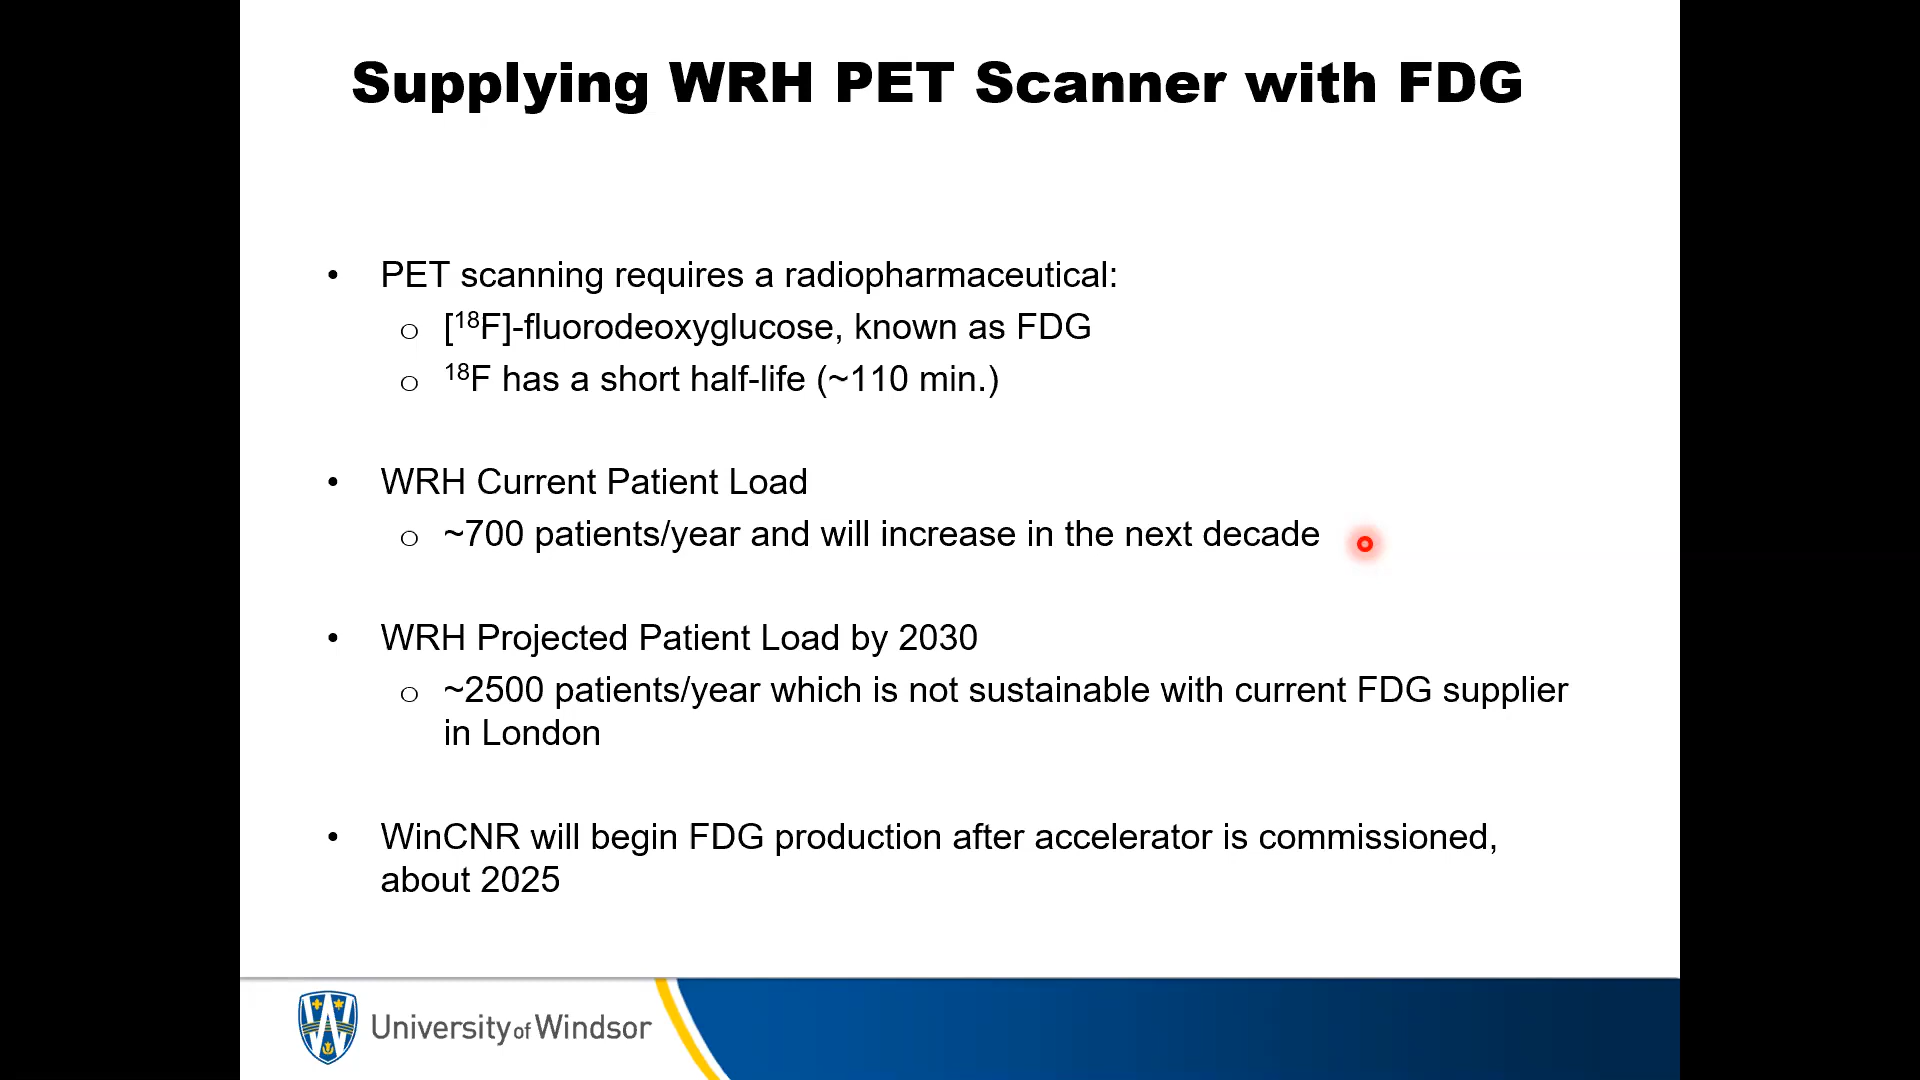 Supplying WRH PET Scanner with FDG
• PET scanning requires a radiopharmaceutical:
o [¹⁸F]-fluorodeoxyglucose, known as FDG
o ¹⁸F has a short half-life (~110 min.)
• WRH Current Patient Load
o ~700 patients/year and will increase in the next decade
• WRH Projected Patient Load by 2030
o ~2500 patients/year which is not sustainable with current FDG supplier
in London
• WinCNR will begin FDG production after accelerator is commissioned,
about 2025
University of Windsor